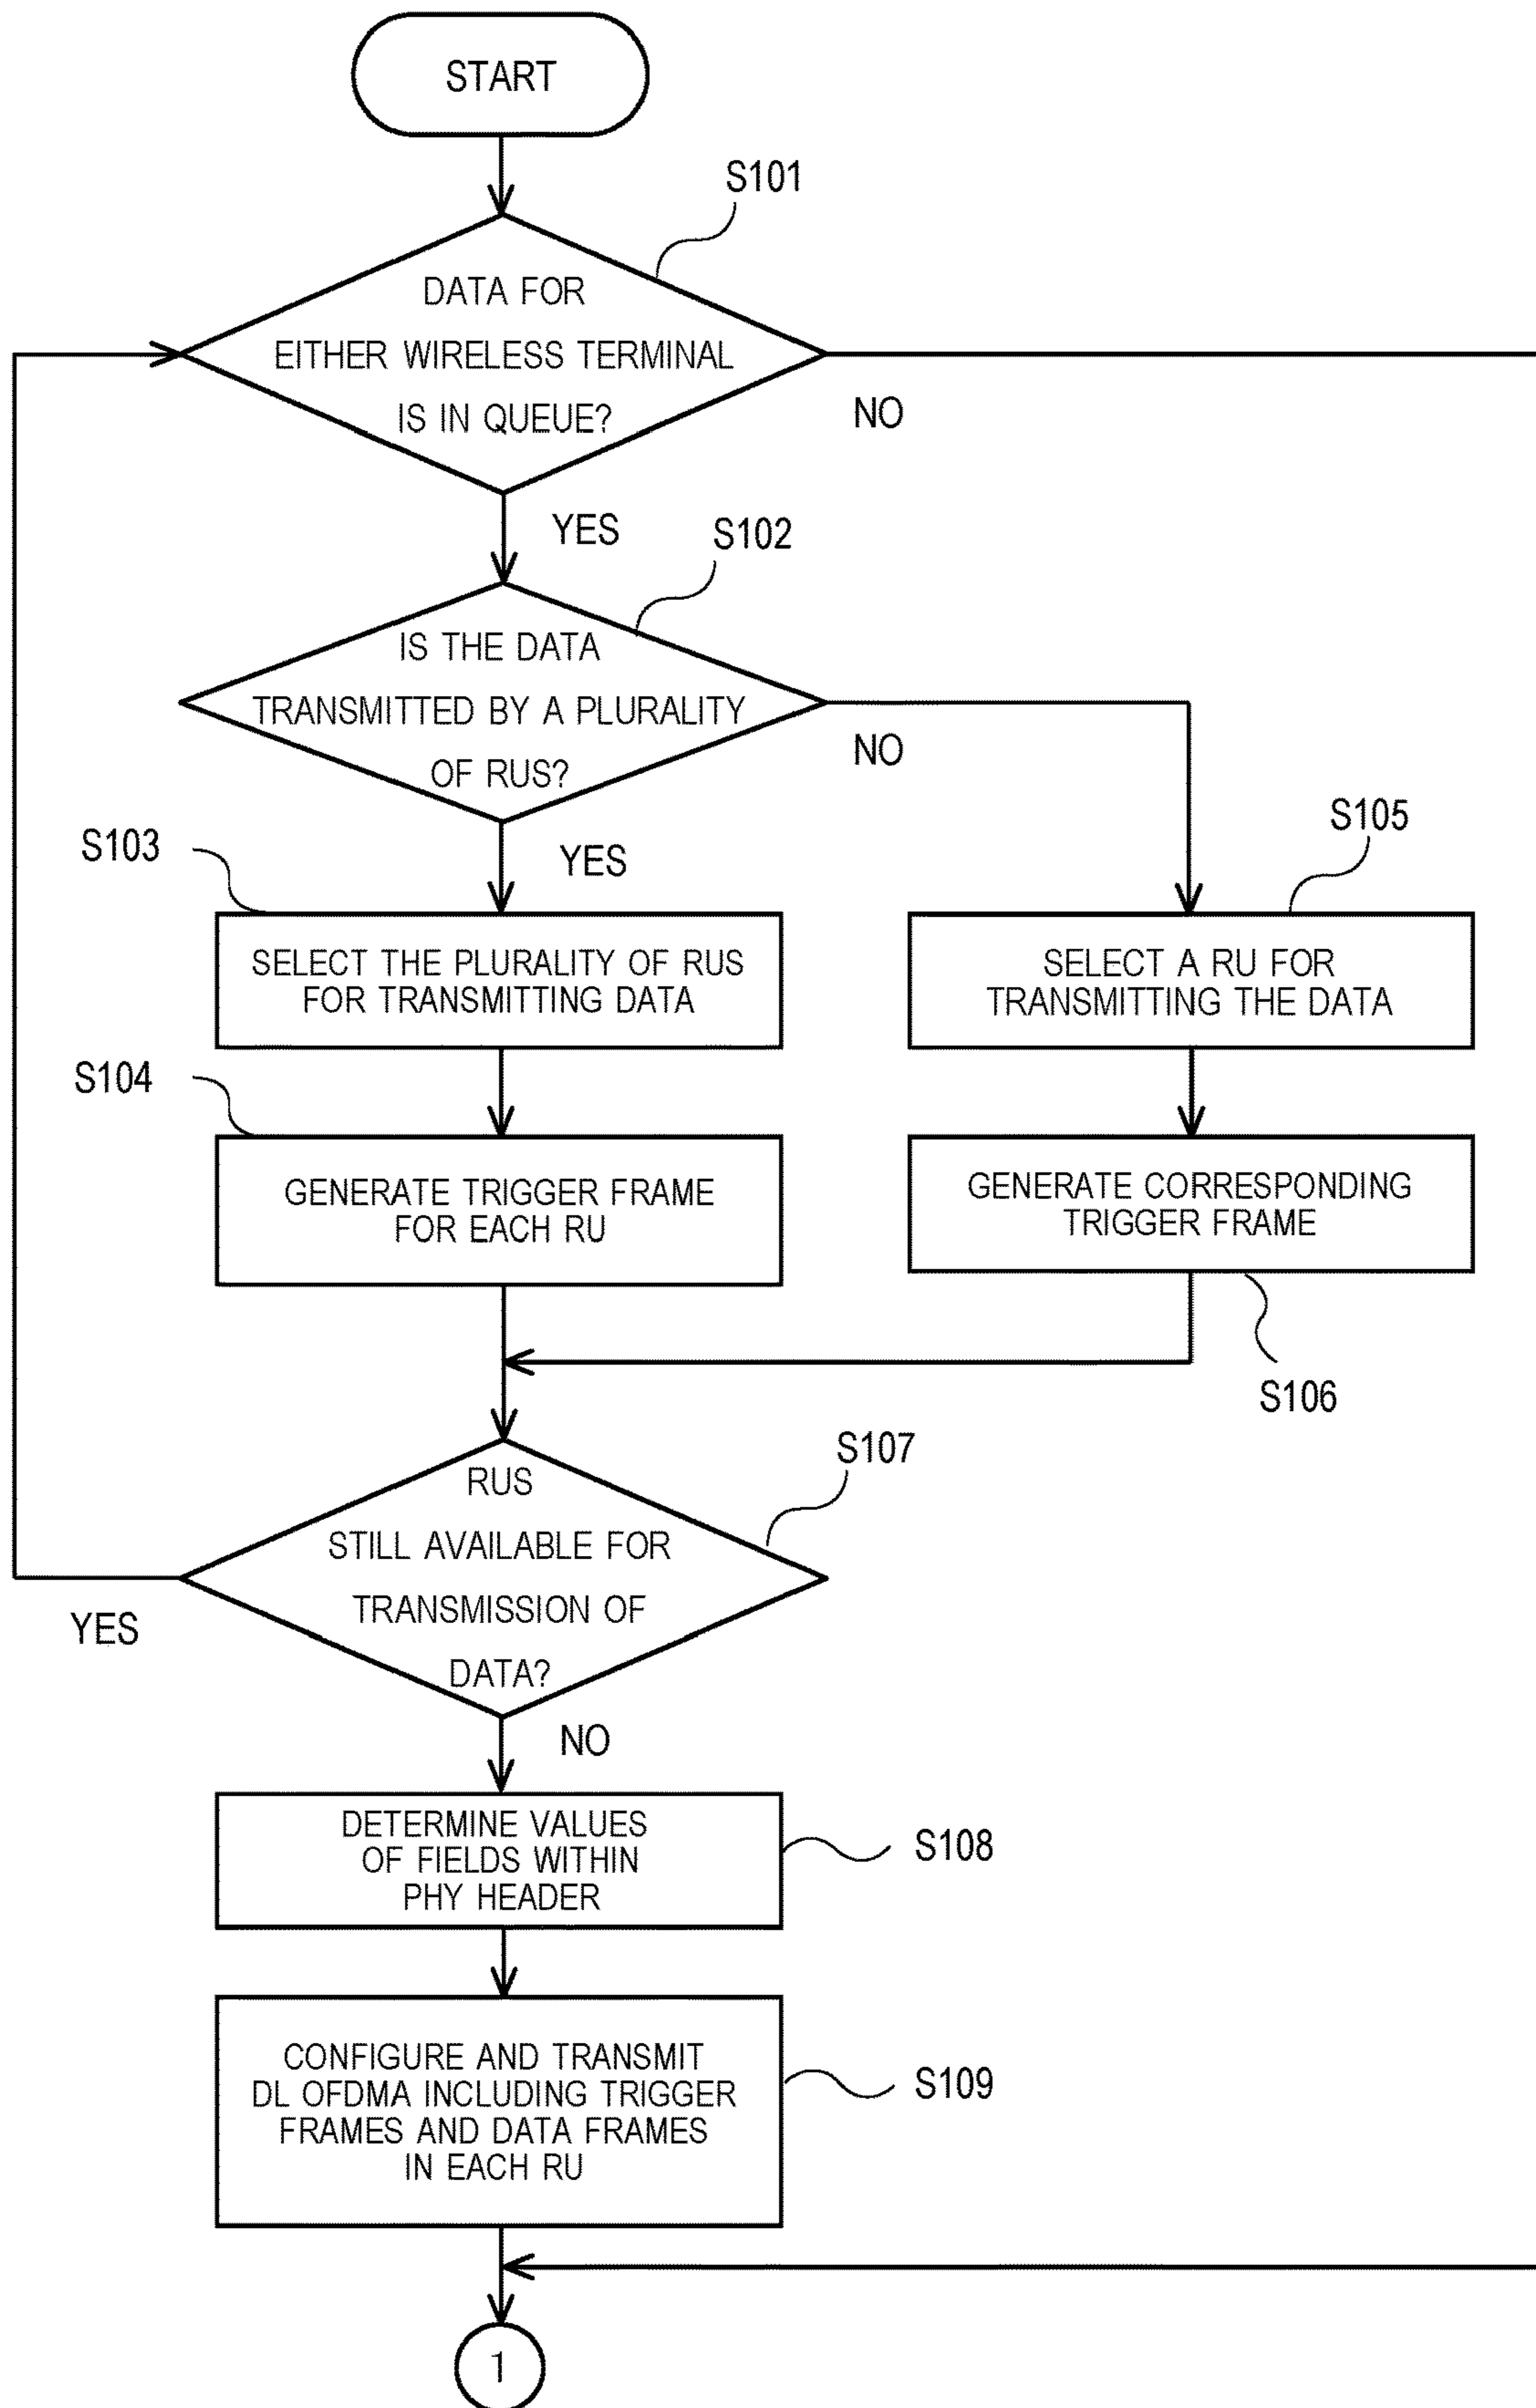 START
S101
DATA FOR
EITHER WIRELESS TERMINAL
IS IN QUEUE?
NO
YES
S102
IS THE DATA
TRANSMITTED BY A PLURALITY
OF RUS?
NO
YES
S103
SELECT THE PLURALITY OF RUS
FOR TRANSMITTING DATA
S105
SELECT A RU FOR
TRANSMITTING THE DATA
S104
GENERATE TRIGGER FRAME
FOR EACH RU
GENERATE CORRESPONDING
TRIGGER FRAME
S106
S107
RUS
STILL AVAILABLE FOR
TRANSMISSION OF
DATA?
YES
NO
DETERMINE VALUES
OF FIELDS WITHIN
PHY HEADER
S108
CONFIGURE AND TRANSMIT
DL OFDMA INCLUDING TRIGGER
FRAMES AND DATA FRAMES
IN EACH RU
S109
1